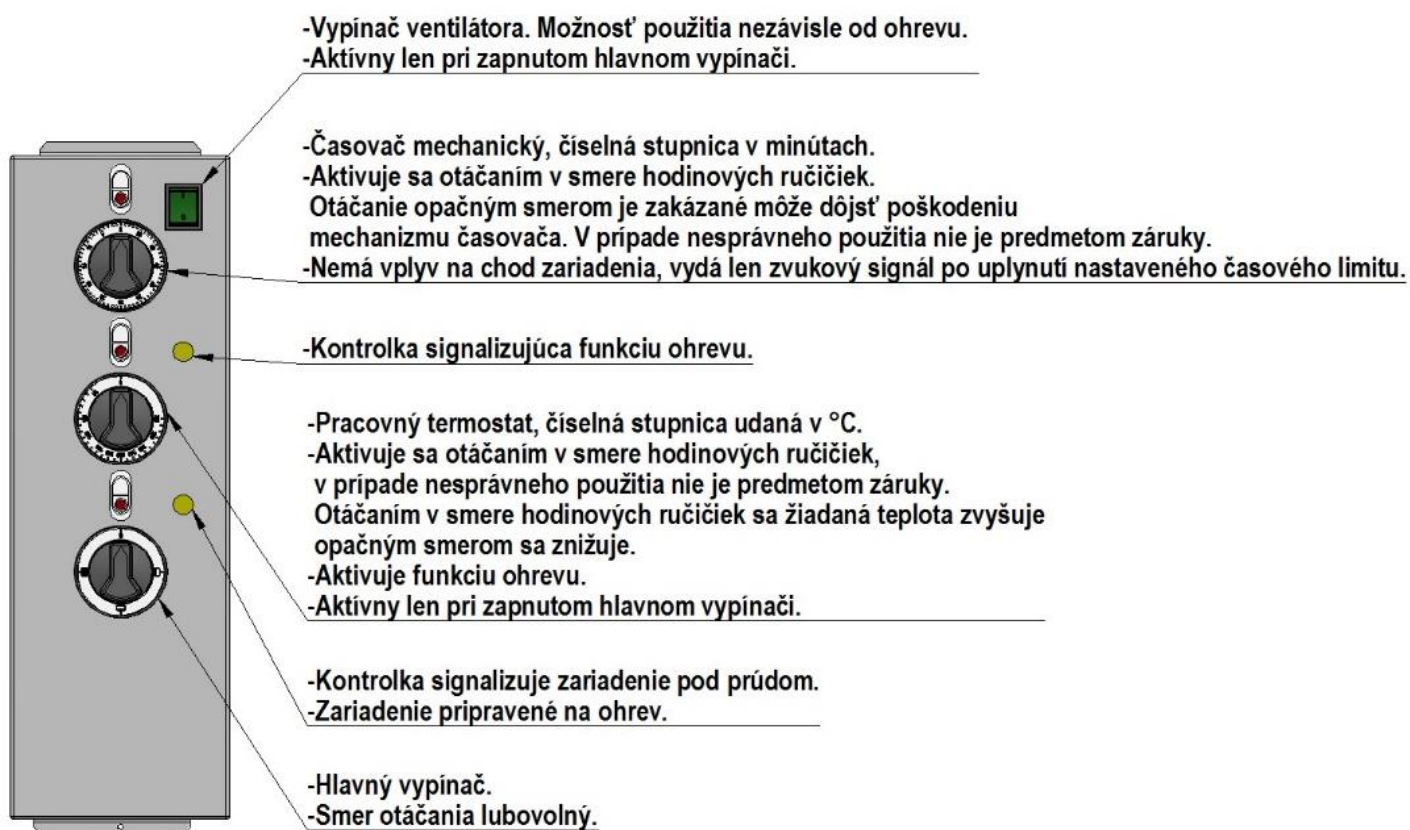 -Vypínač ventilátora. Možnosť použitia nezávisle od ohrevu.
-Aktívny len pri zapnutom hlavnom vypínači.
-Časovač mechanický, číselná stupnica v minútach.
-Aktivuje sa otáčaním v smere hodinových ručičiek.
Otáčanie opačným smerom je zakázané môže dôjsť poškodeniu
mechanizmu časovača. V prípade nesprávneho použitia nie je predmetom záruky.
-Nemá vplyv na chod zariadenia, vydá len zvukový signál po uplynutí nastaveného časového limitu.
-Kontrolka signalizujúca funkciu ohrevu.
-Pracovný termostat, číselná stupnica udaná v °C.
-Aktivuje sa otáčaním v smere hodinových ručičiek,
v prípade nesprávneho použitia nie je predmetom záruky.
Otáčaním v smere hodinových ručičiek sa žiadaná teplota zvyšuje
opačným smerom sa znižuje.
-Aktivuje funkciu ohrevu.
-Aktívny len pri zapnutom hlavnom vypínači.
-Kontrolka signalizuje zariadenie pod prúdom.
-Zariadenie pripravené na ohrev.
-Hlavný vypínač.
-Smer otáčania lubovolný.